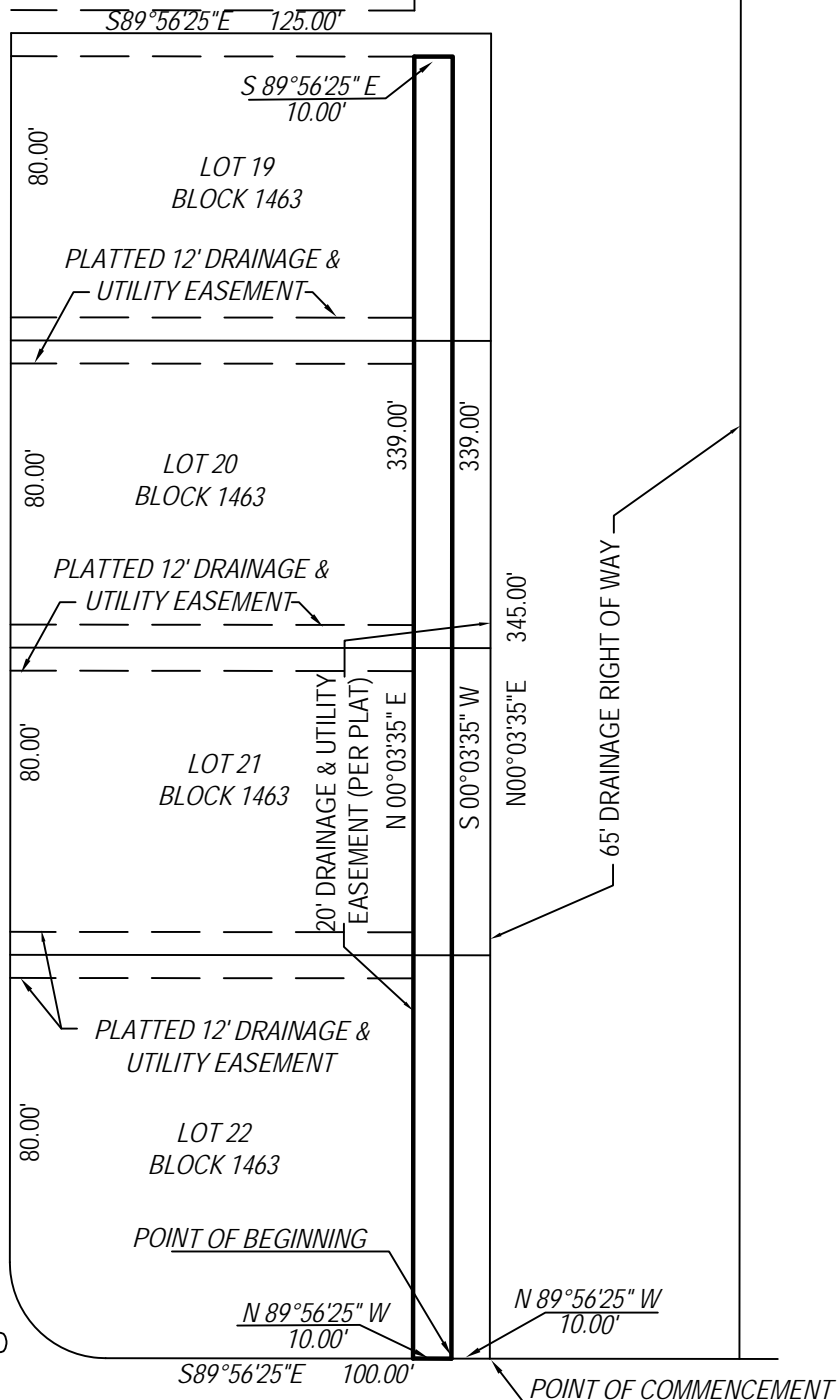 S89°56'25"E 125.00'
S 89°56'25" E
10.00'
80.00'
LOT 19
BLOCK 1463
PLATTED 12' DRAINAGE &
UTILITY EASEMENT
339.00'
339.00'
80.00'
LOT 20
BLOCK 1463
PLATTED 12' DRAINAGE &
UTILITY EASEMENT
345.00'
N00°03'35"E
65' DRAINAGE RIGHT OF WAY
20' DRAINAGE & UTILITY
EASEMENT (PER PLAT)
N 00°03'35" E
S 00°03'35" W
80.00'
LOT 21
BLOCK 1463
PLATTED 12' DRAINAGE &
UTILITY EASEMENT
80.00'
LOT 22
BLOCK 1463
POINT OF BEGINNING
N 89°56'25" W
10.00'
N 89°56'25" W
10.00'
S89°56'25"E 100.00'
POINT OF COMMENCEMENT